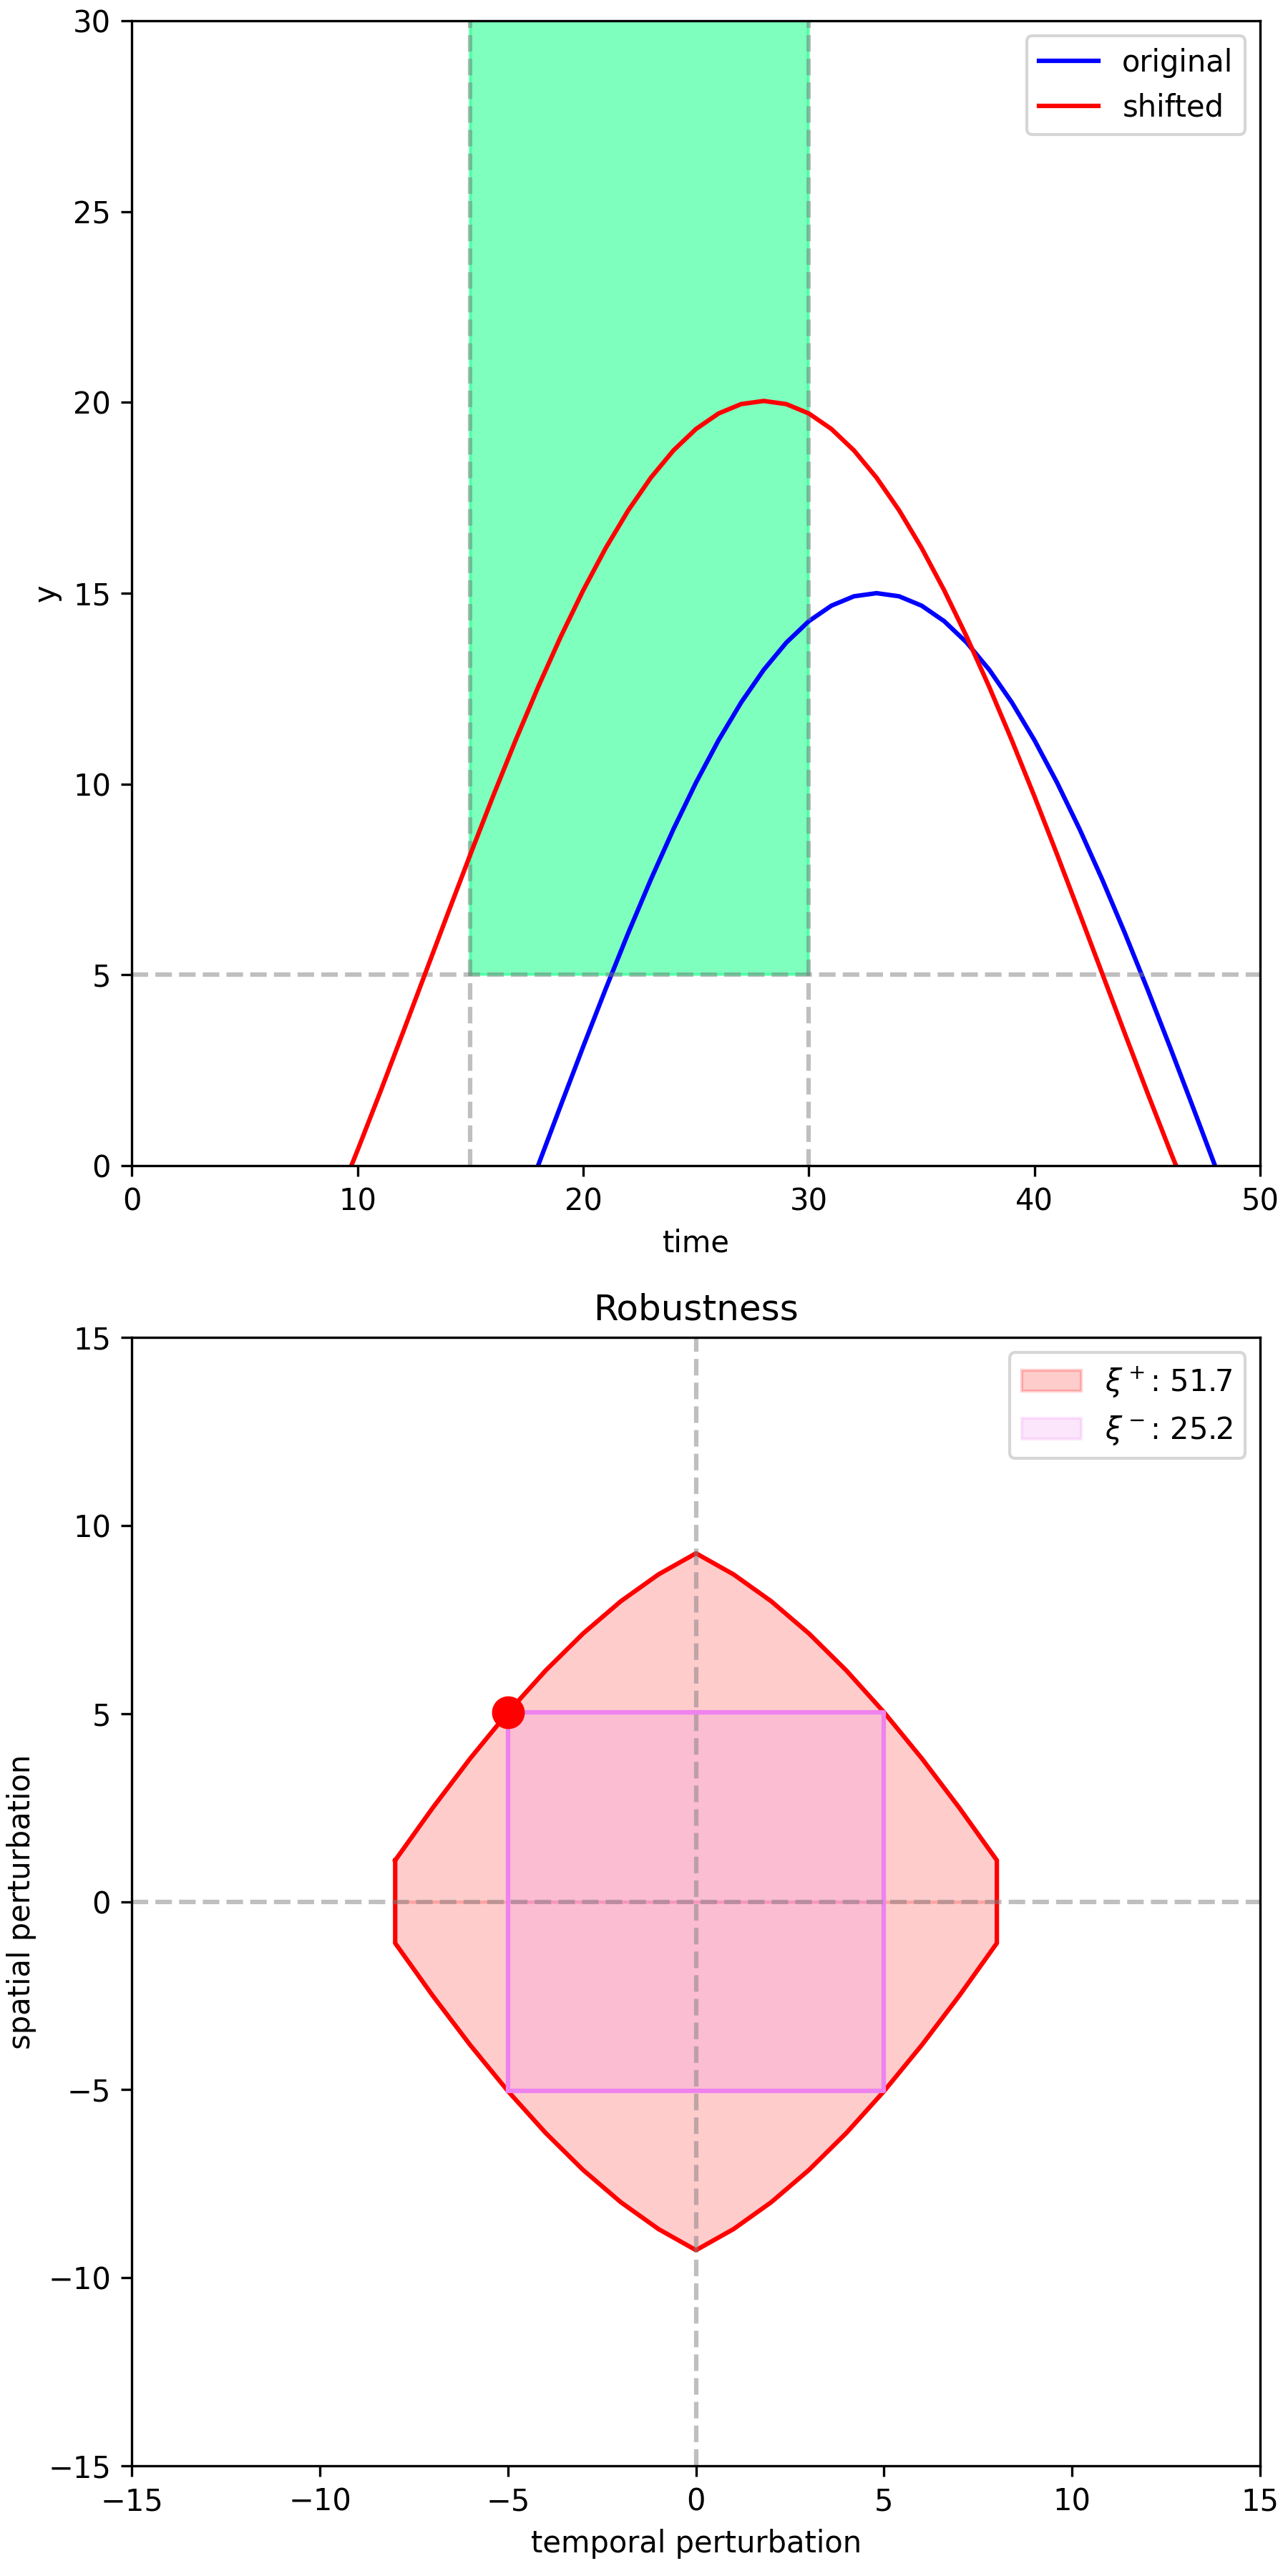 30
25
20
15
10
5
0
y
original
shifted
0 10 20 30 40 50
time
Robustness
15
10
5
0
−5
−10
−15
spatial perturbation
ξ⁺: 51.7
ξ⁻: 25.2
−15 −10 −5 0 5 10 15
temporal perturbation